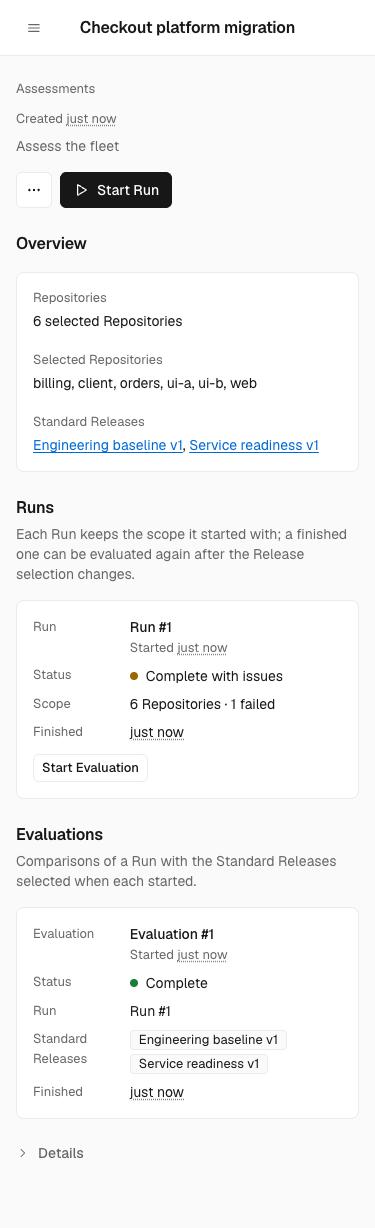 Checkout platform migration
Assessments
Created just now
Assess the fleet
Start Run
Overview
Repositories
6 selected Repositories
Selected Repositories
billing, client, orders, ui-a, ui-b, web
Standard Releases
Engineering baseline v1, Service readiness v1
Runs
Each Run keeps the scope it started with; a finished
one can be evaluated again after the Release
selection changes.
Run
Run #1
Started just now
Status
Complete with issues
Scope
6 Repositories · 1 failed
Finished
just now
Start Evaluation
Evaluations
Comparisons of a Run with the Standard Releases
selected when each started.
Evaluation
Evaluation #1
Started just now
Status
Complete
Run
Run #1
Standard
Releases
Engineering baseline v1
Service readiness v1
Finished
just now
Details